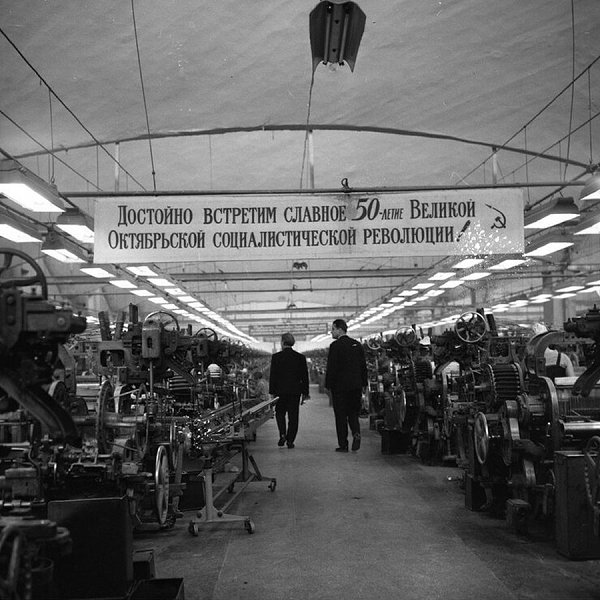 Достойно встретим славное 50-летие Великой
Октябрьской социалистической революции!